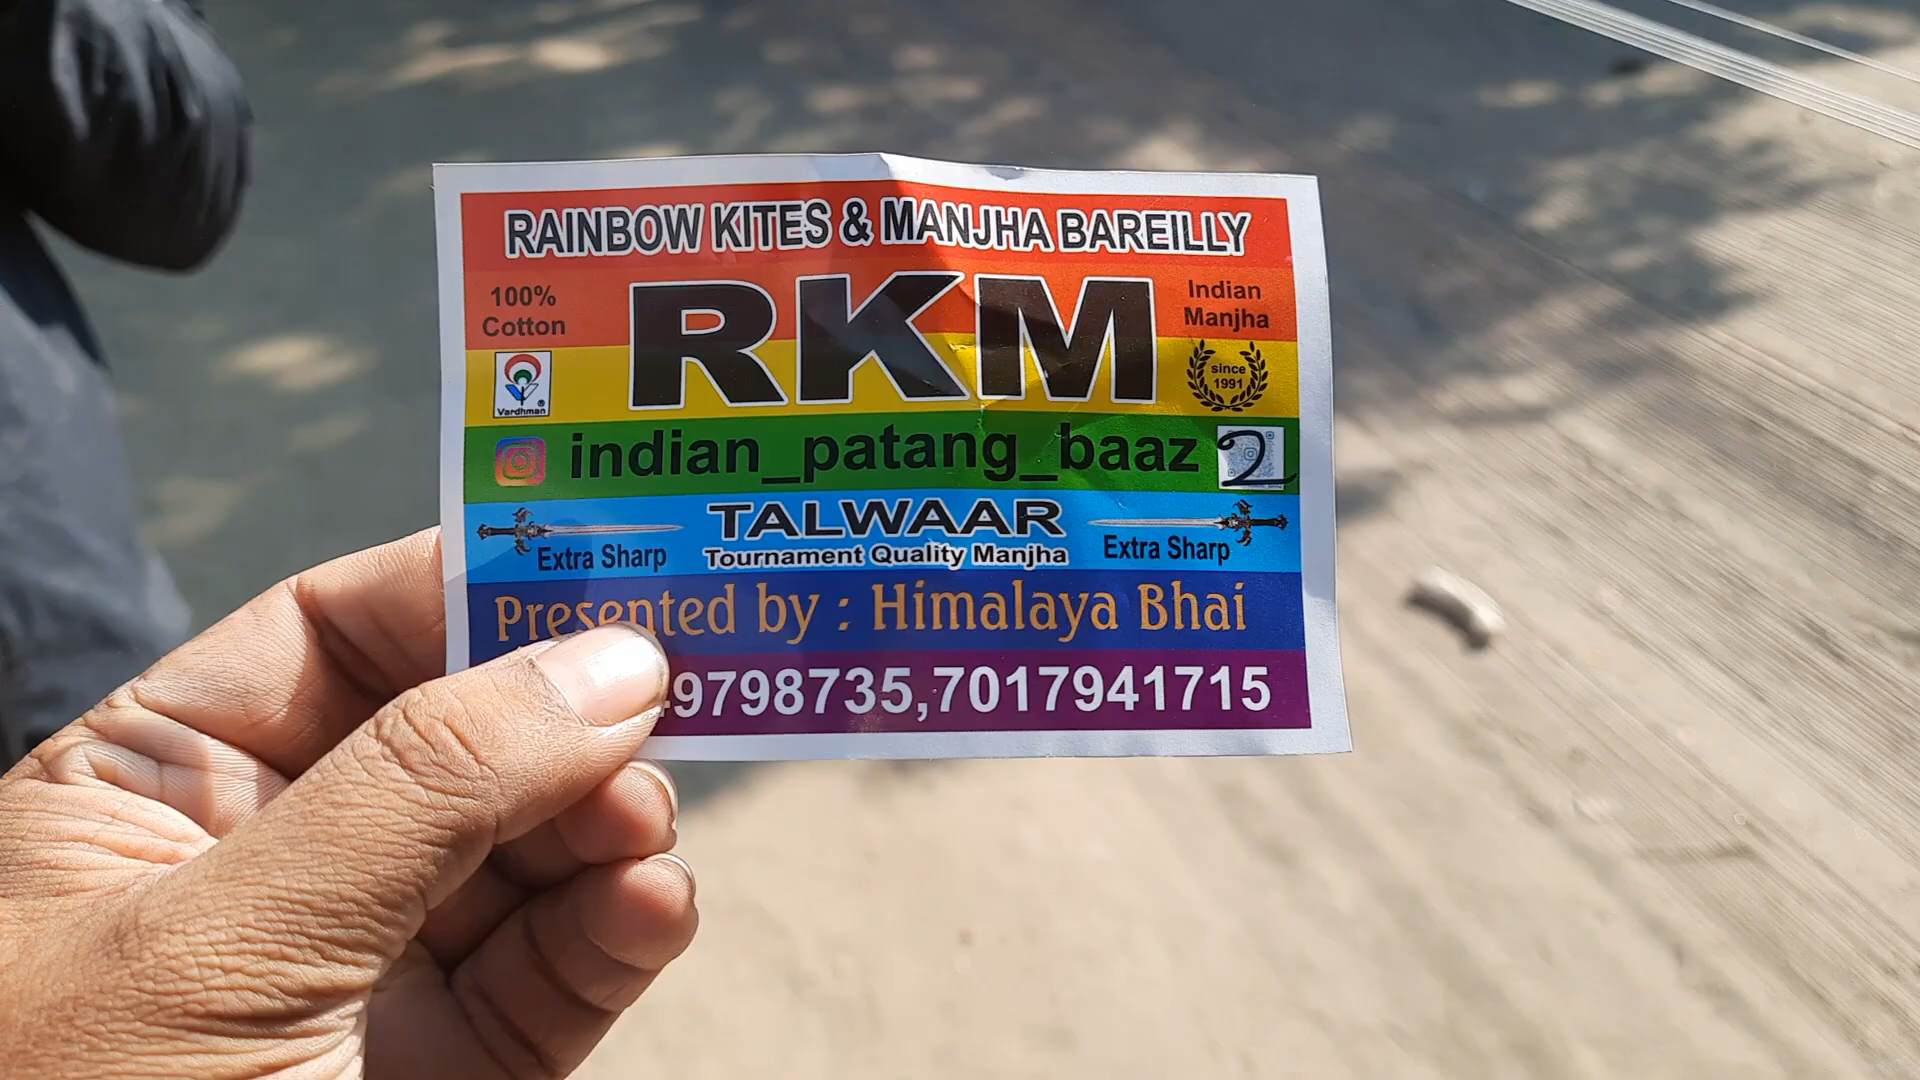 RAINBOW KITES & MANJHA BAREILLY
100% Cotton
RKM
Indian Manjha
Vardhman ®
since 1991
indian_patang_baaz 2
TALWAAR
Extra Sharp
Tournament Quality Manjha
Extra Sharp
Presented by : Himalaya Bhai
9798735,7017941715